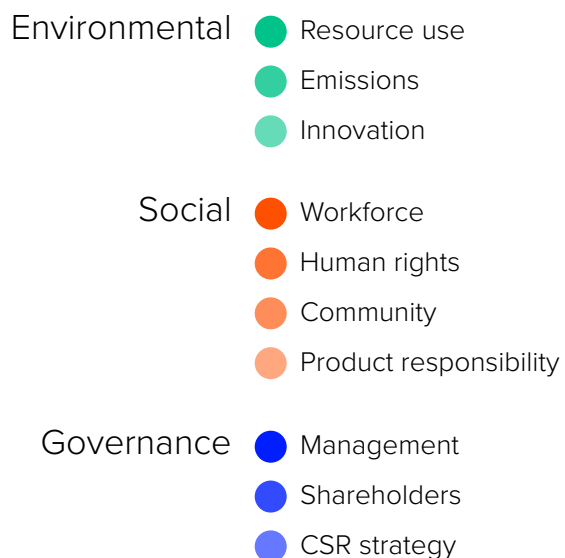 Environmental Resource use
Emissions
Innovation
Social Workforce
Human rights
Community
Product responsibility
Governance Management
Shareholders
CSR strategy